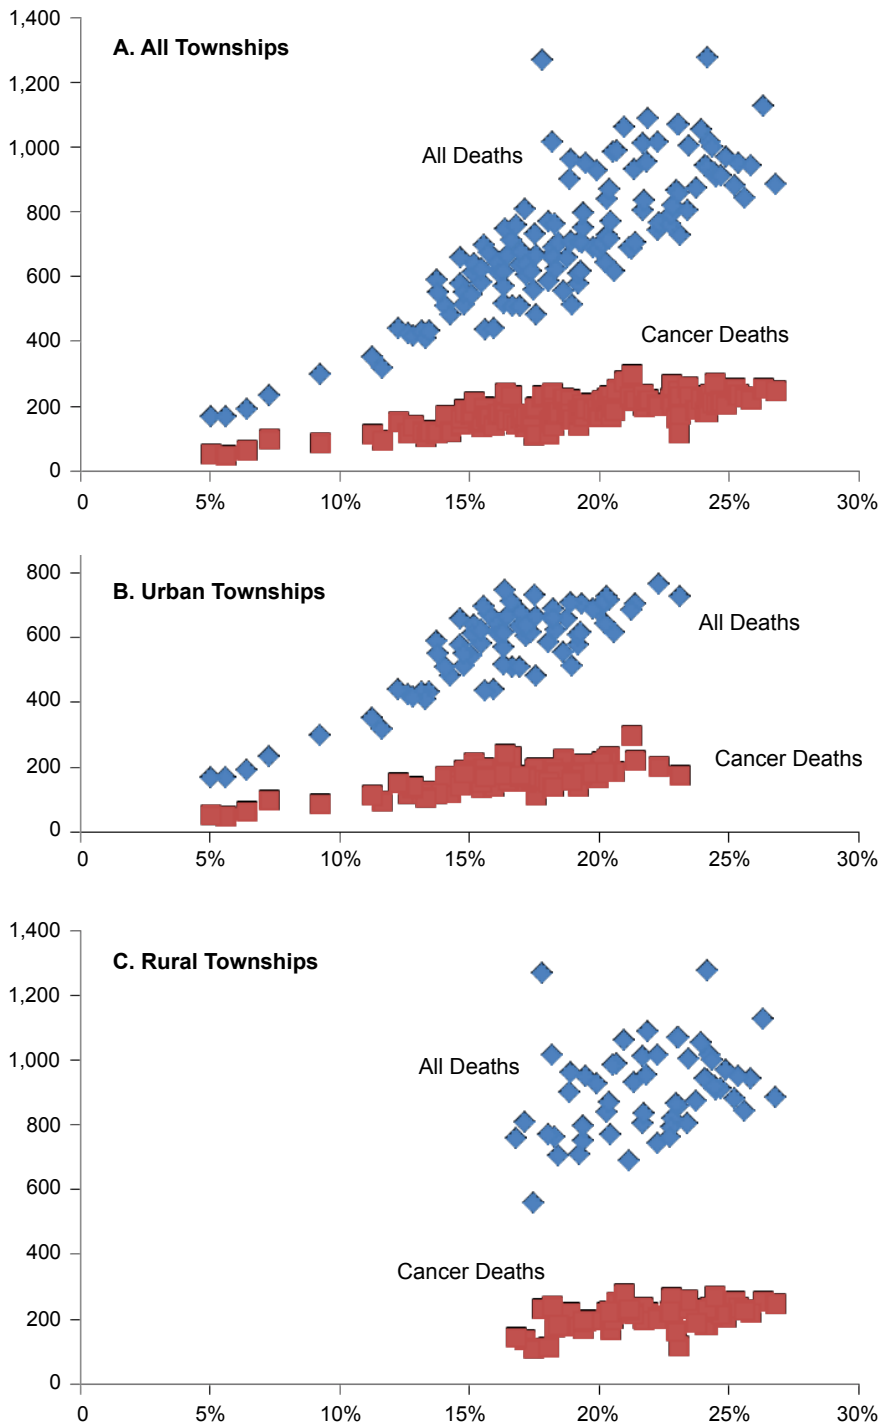 1,400
A. All Townships
1,200
1,000
All Deaths
800
600
400
Cancer Deaths
200
0
0 5% 10% 15% 20% 25% 30%
800
B. Urban Townships
All Deaths
600
400
Cancer Deaths
200
0
0 5% 10% 15% 20% 25% 30%
1,400
C. Rural Townships
1,200
1,000
All Deaths
800
600
400
Cancer Deaths
200
0
0 5% 10% 15% 20% 25% 30%